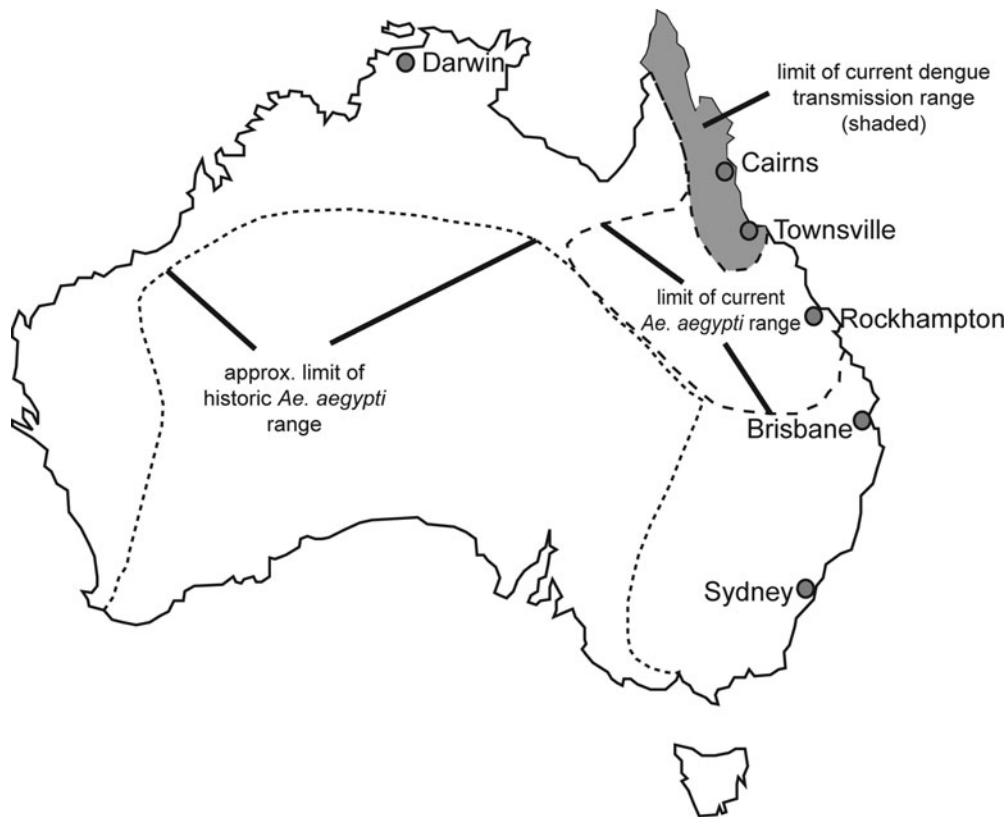 Darwin
limit of current dengue
transmission range
(shaded)
Cairns
Townsville
limit of current
Ae. aegypti range
Rockhampton
approx. limit of
historic Ae. aegypti
range
Brisbane
Sydney